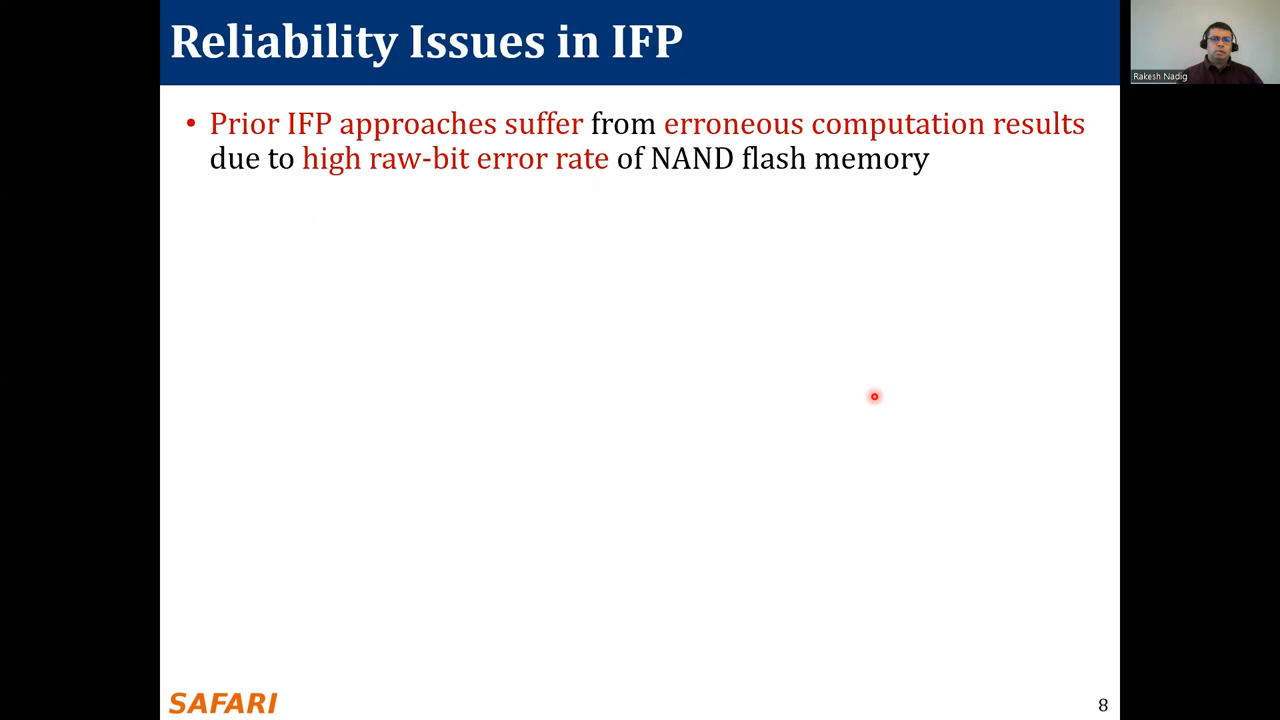 Reliability Issues in IFP
Rakesh Nadig
• Prior IFP approaches suffer from erroneous computation results
due to high raw-bit error rate of NAND flash memory
SAFARI
8